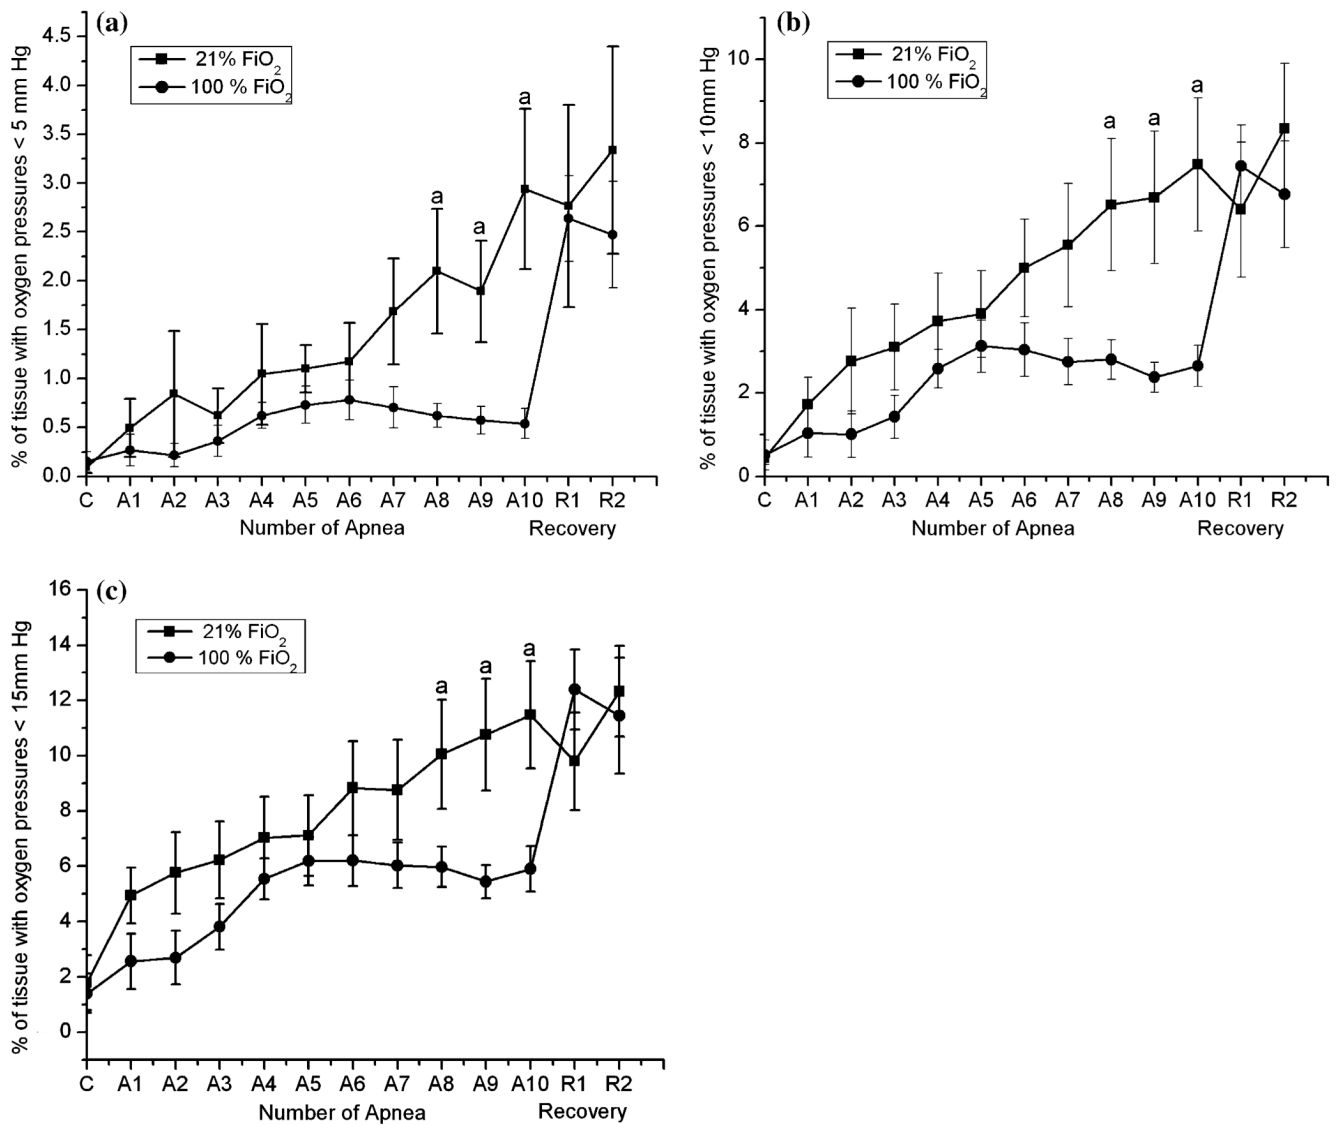 (a)
% of tissue with oxygen pressures < 5 mm Hg
4.5
4.0
3.5
3.0
2.5
2.0
1.5
1.0
0.5
0.0
21% FiO2
100 % FiO2
a
a
a
C A1 A2 A3 A4 A5 A6 A7 A8 A9 A10 R1 R2
Number of Apnea Recovery
(b)
% of tissue with oxygen pressures < 10mm Hg
10
8
6
4
2
0
21% FiO2
100 % FiO2
a
a
a
C A1 A2 A3 A4 A5 A6 A7 A8 A9 A10 R1 R2
Number of Apnea Recovery
(c)
% of tissue with oxygen pressures < 15mm Hg
16
14
12
10
8
6
4
2
0
21% FiO2
100 % FiO2
a
a
a
C A1 A2 A3 A4 A5 A6 A7 A8 A9 A10 R1 R2
Number of Apnea Recovery